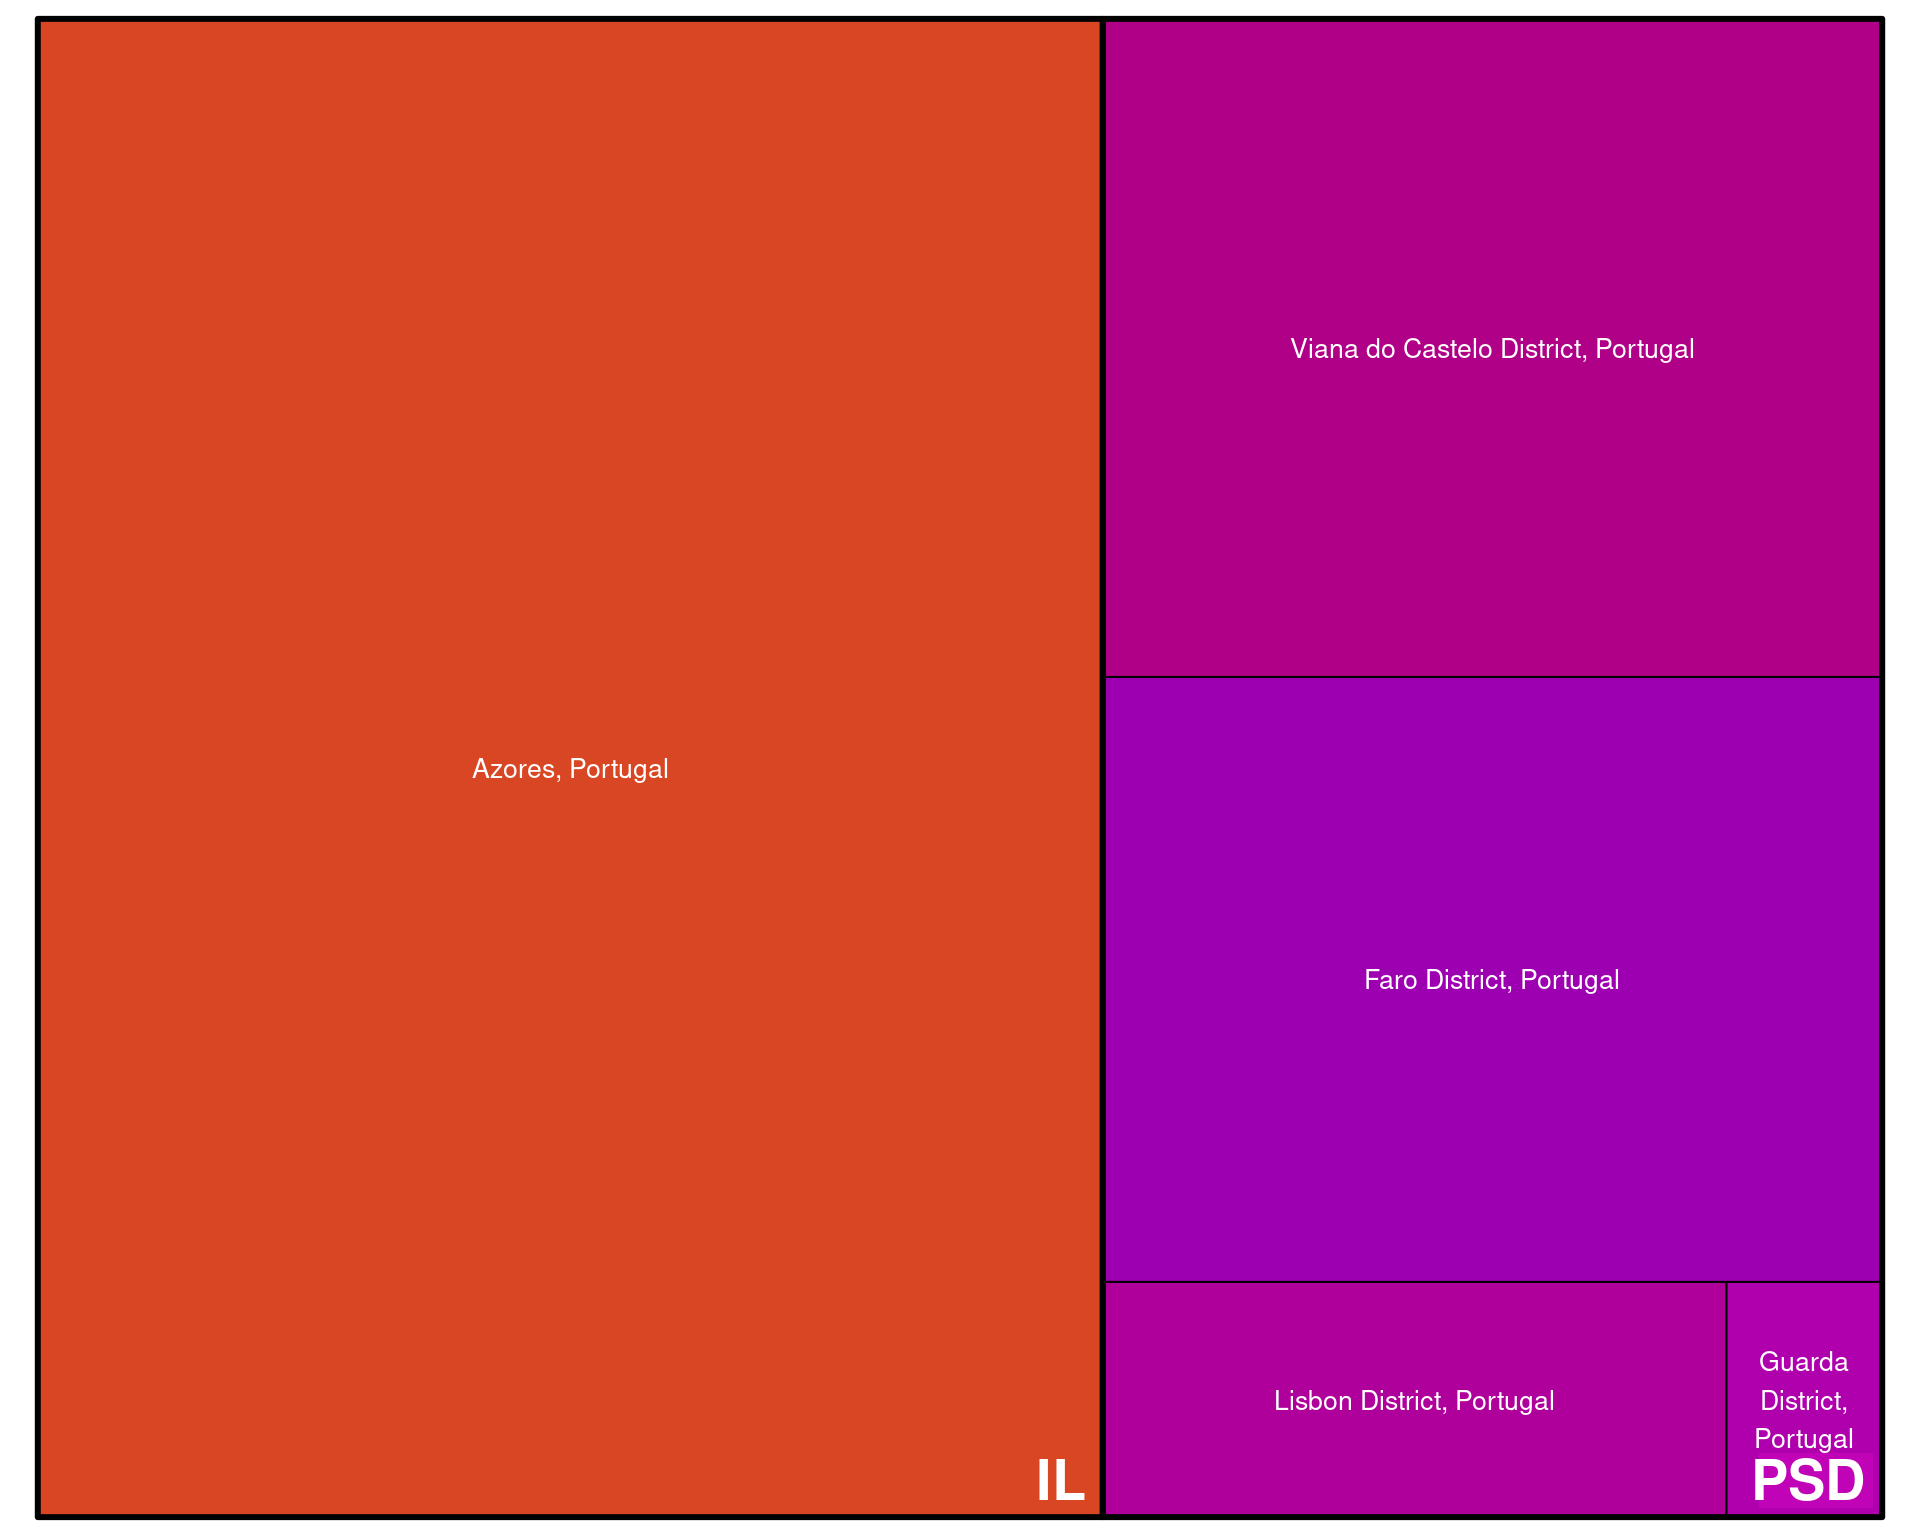 Viana do Castelo District, Portugal
Azores, Portugal
Faro District, Portugal
Lisbon District, Portugal
Guarda
District,
Portugal
IL
PSD